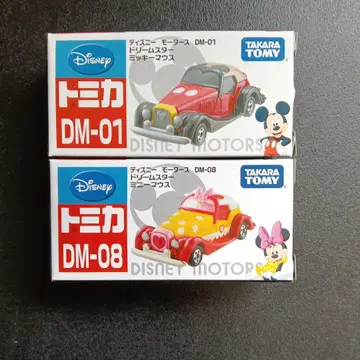 Disney
ディズニー モータース DM-01
ドリームスター
ミッキーマウス
TAKARA
TOMY
トミカ
DM-01
DISNEY MOTORS
Disney
ディズニー モータース DM-08
ドリームスター
ミニーマウス
TAKARA
TOMY
トミカ
DM-08
DISNEY MOTORS